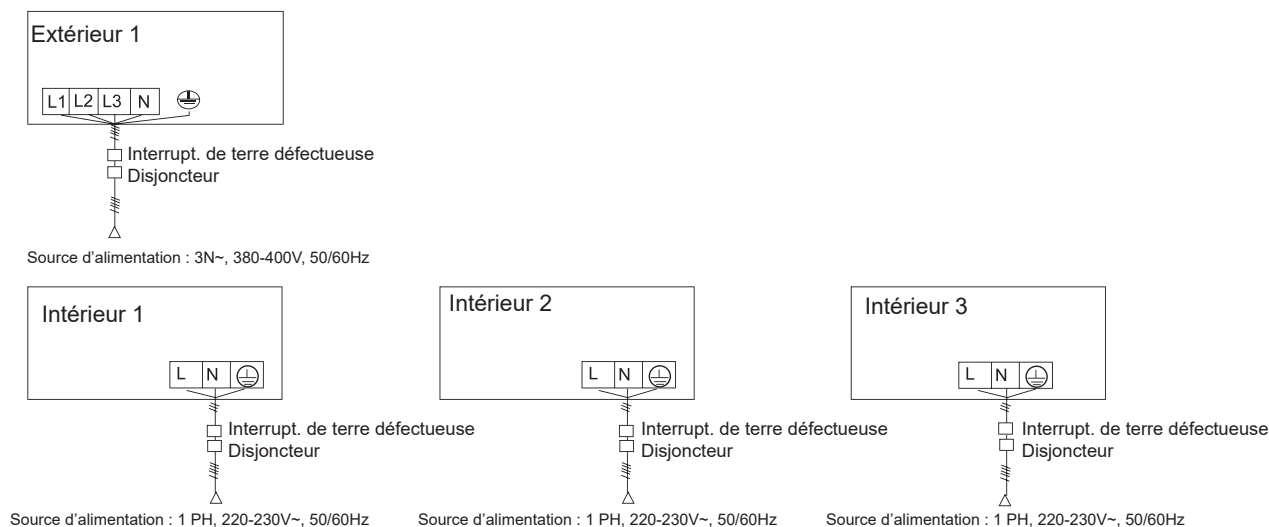 Extérieur 1
L1 L2 L3 N
Interrupt. de terre défectueuse
Disjoncteur
Source d’alimentation : 3N~, 380-400V, 50/60Hz
Intérieur 1
L N
Interrupt. de terre défectueuse
Disjoncteur
Source d’alimentation : 1 PH, 220-230V~, 50/60Hz
Intérieur 2
L N
Interrupt. de terre défectueuse
Disjoncteur
Source d’alimentation : 1 PH, 220-230V~, 50/60Hz
Intérieur 3
L N
Interrupt. de terre défectueuse
Disjoncteur
Source d’alimentation : 1 PH, 220-230V~, 50/60Hz